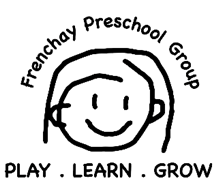 Frenchay Preschool Group
PLAY . LEARN . GROW